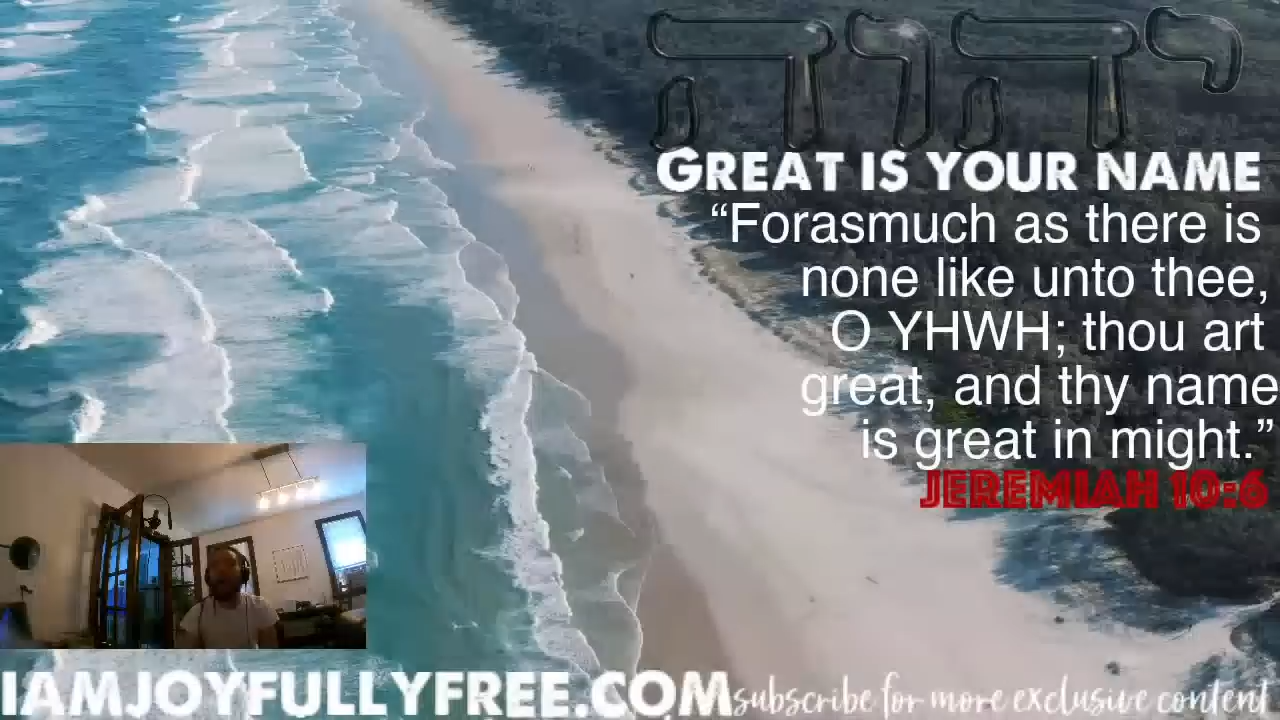 יהוה
GREAT IS YOUR NAME
“Forasmuch as there is
none like unto thee,
O YHWH; thou art
great, and thy name
is great in might.”
JEREMIAH 10:6
IAMJOYFULLYFREE.COM subscribe for more exclusive content